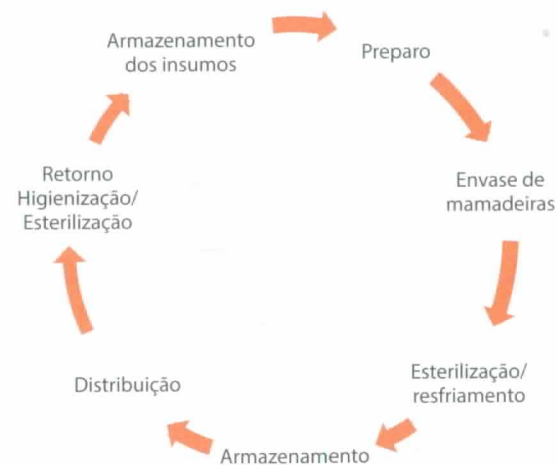 Armazenamento
dos insumos
Preparo
Envase de
mamadeiras
Esterilização/
resfriamento
Armazenamento
Distribuição
Retorno
Higienização/
Esterilização